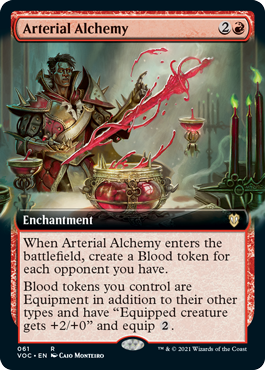 Arterial Alchemy 2
Enchantment
When Arterial Alchemy enters the
battlefield, create a Blood token for
each opponent you have.
Blood tokens you control are
Equipment in addition to their other
types and have “Equipped creature
gets +2/+0” and equip 2.
061 R
VOC • EN Caio Monteiro ™ & © 2021 Wizards of the Coast